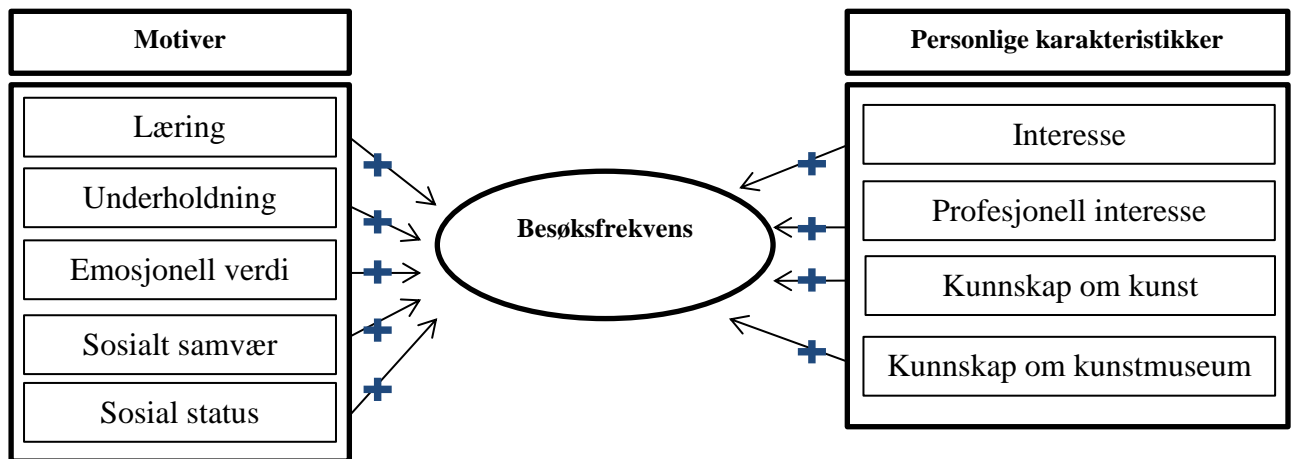 Motiver
Læring
Underholdning
Emosjonell verdi
Sosialt samvær
Sosial status
Besøksfrekvens
Personlige karakteristikker
Interesse
Profesjonell interesse
Kunnskap om kunst
Kunnskap om kunstmuseum